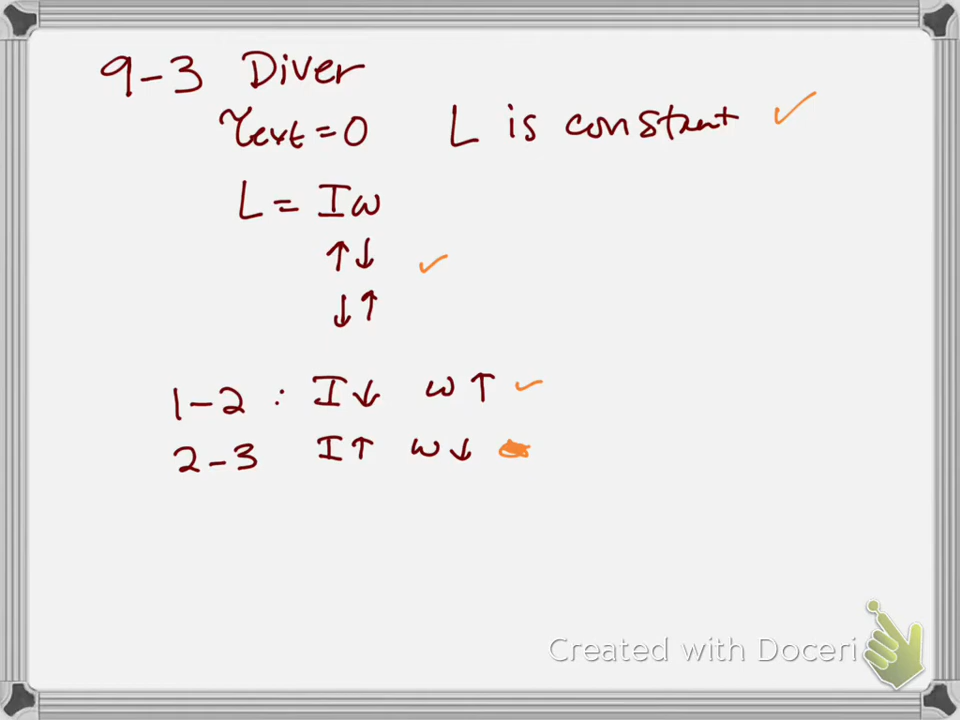 9-3 Diver
τext=0 L is constant ✓
L = Iω
↑↓ ✓
↓↑
1-2 : I↓ ω↑ ✓
2-3 I↑ ω↓
Created with Doceri